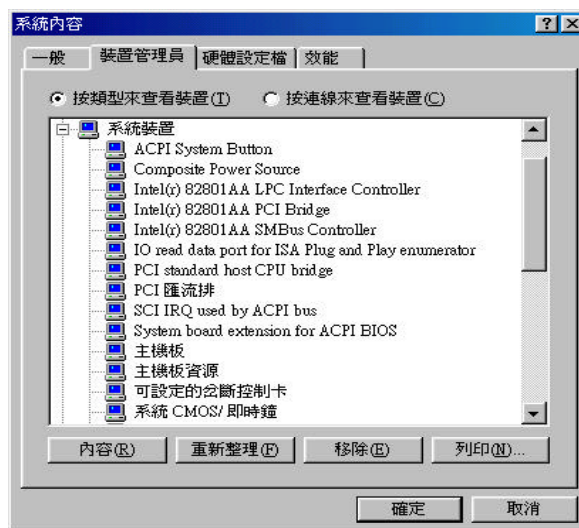 系統內容
一般 裝置管理員 硬體設定檔 效能
按類型來查看裝置(T) 按連線來查看裝置(C)
系統裝置
ACPI System Button
Composite Power Source
Intel(r) 82801AA LPC Interface Controller
Intel(r) 82801AA PCI Bridge
Intel(r) 82801AA SMBus Controller
IO read data port for ISA Plug and Play enumerator
PCI standard host CPU bridge
PCI 匯流排
SCI IRQ used by ACPI bus
System board extension for ACPI BIOS
主機板
主機板資源
可設定的岔斷控制卡
系統 CMOS/即時鐘
內容(R) 重新整理(F) 移除(E) 列印(N)...
確定 取消